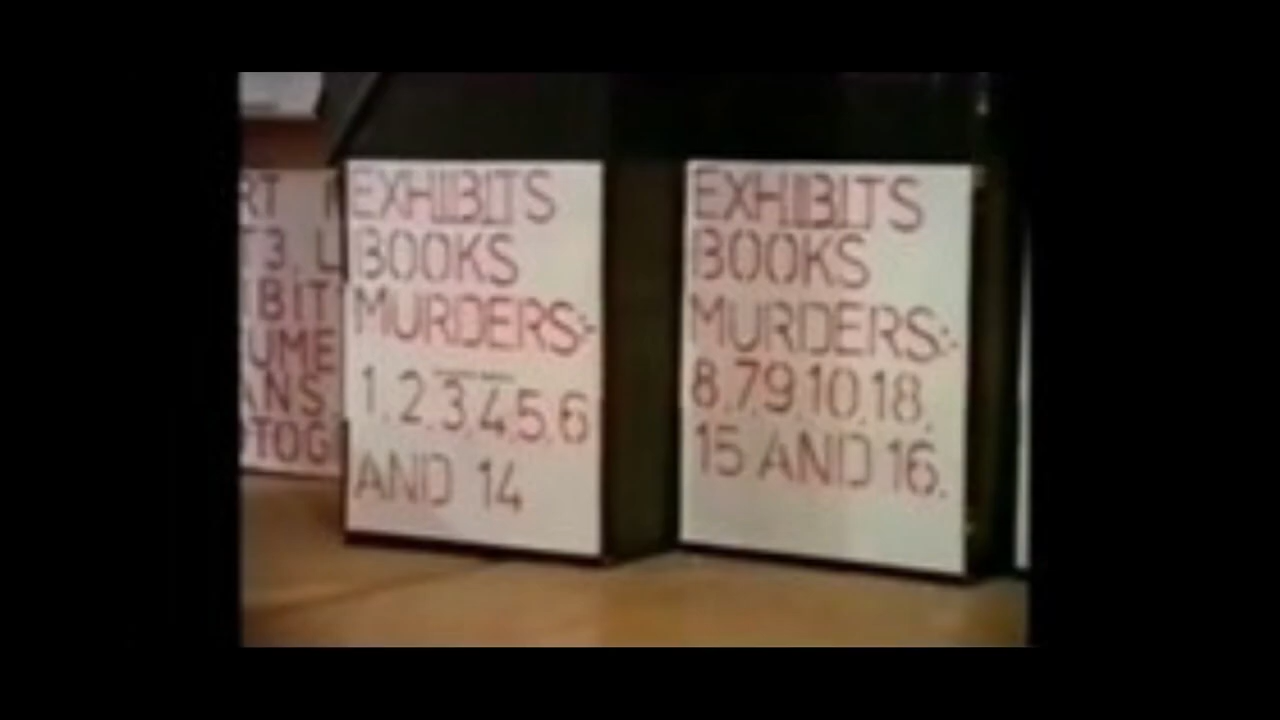 EXHIBITS
BOOKS
MURDERS:-
1,2,3,4,5,6
AND 14
EXHIBITS
BOOKS
MURDERS:-
8,7,9,10,18,
15 AND 16.